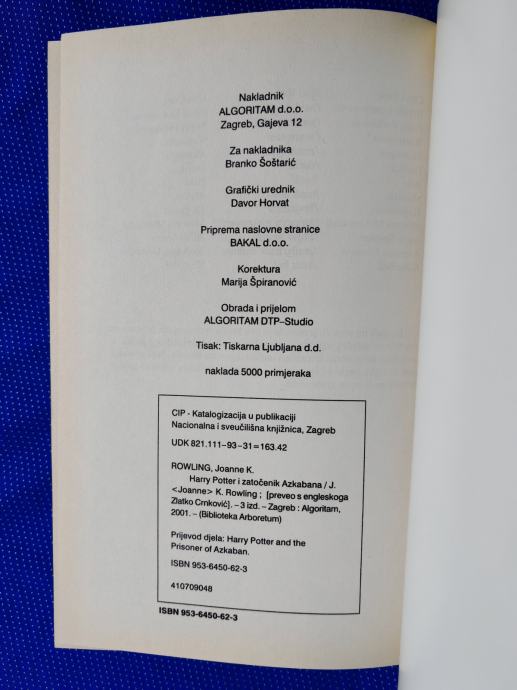 Nakladnik
ALGORITAM d.o.o.
Zagreb, Gajeva 12
Za nakladnika
Branko Šoštarić
Grafički urednik
Davor Horvat
Priprema naslovne stranice
BAKAL d.o.o.
Korektura
Marija Špiranović
Obrada i prijelom
ALGORITAM DTP–Studio
Tisak: Tiskarna Ljubljana d.d.
naklada 5000 primjeraka
CIP - Katalogizacija u publikaciji
Nacionalna i sveučilišna knjižnica, Zagreb
UDK 821.111–93–31=163.42
ROWLING, Joanne K.
Harry Potter i zatočenik Azkabana / J.
<Joanne> K. Rowling ; [preveo s engleskoga
Zlatko Crnković]. – 3 izd. – Zagreb : Algoritam,
2001. – (Biblioteka Arboretum)
Prijevod djela: Harry Potter and the
Prisoner of Azkaban.
ISBN 953-6450-62-3
410709048
ISBN 953-6450-62-3